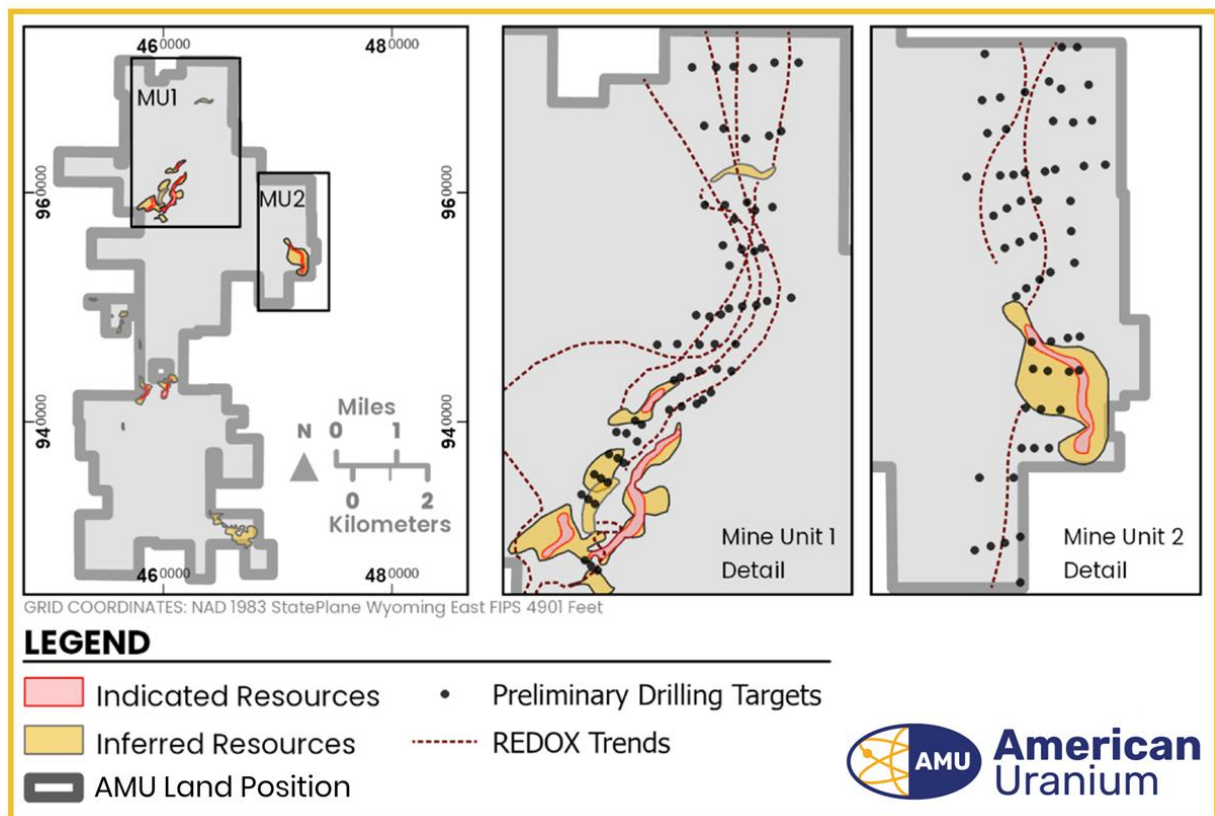 460000
480000
MU1
960000
MU2
940000
Miles
N 0 1
0 2
Kilometers
460000
480000
Mine Unit 1
Detail
960000
940000
Mine Unit 2
Detail
GRID COORDINATES: NAD 1983 StatePlane Wyoming East FIPS 4901 Feet
LEGEND
Indicated Resources
Preliminary Drilling Targets
Inferred Resources
REDOX Trends
AMU Land Position
AMU
American
Uranium